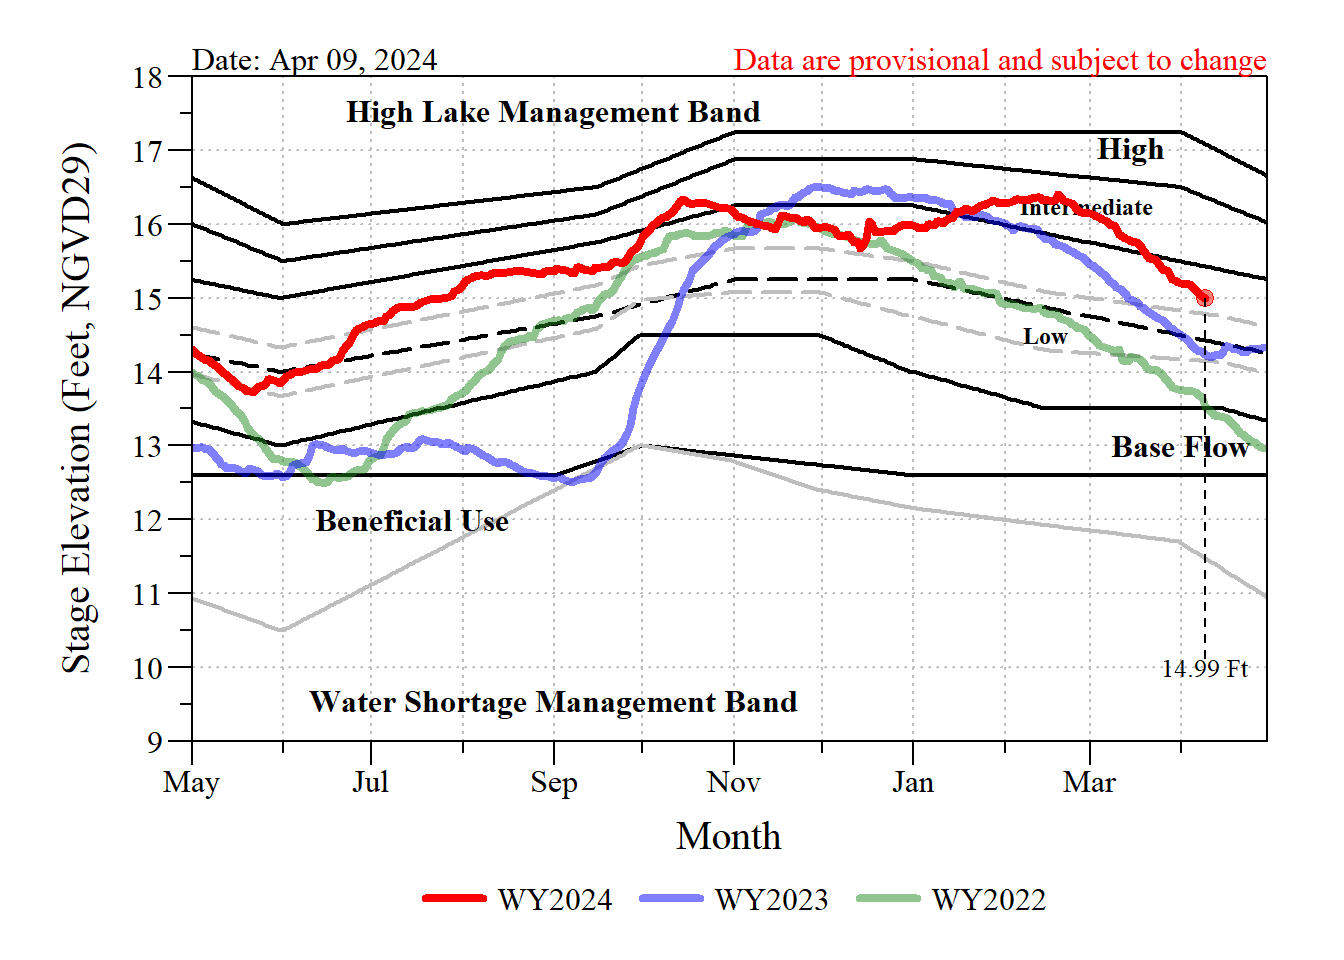 Date: Apr 09, 2024
Data are provisional and subject to change
18
17
16
15
14
13
12
11
10
9
Stage Elevation (Feet, NGVD29)
High Lake Management Band
High
Intermediate
Low
Base Flow
Beneficial Use
14.99 Ft
Water Shortage Management Band
May Jul Sep Nov Jan Mar
Month
WY2024 WY2023 WY2022